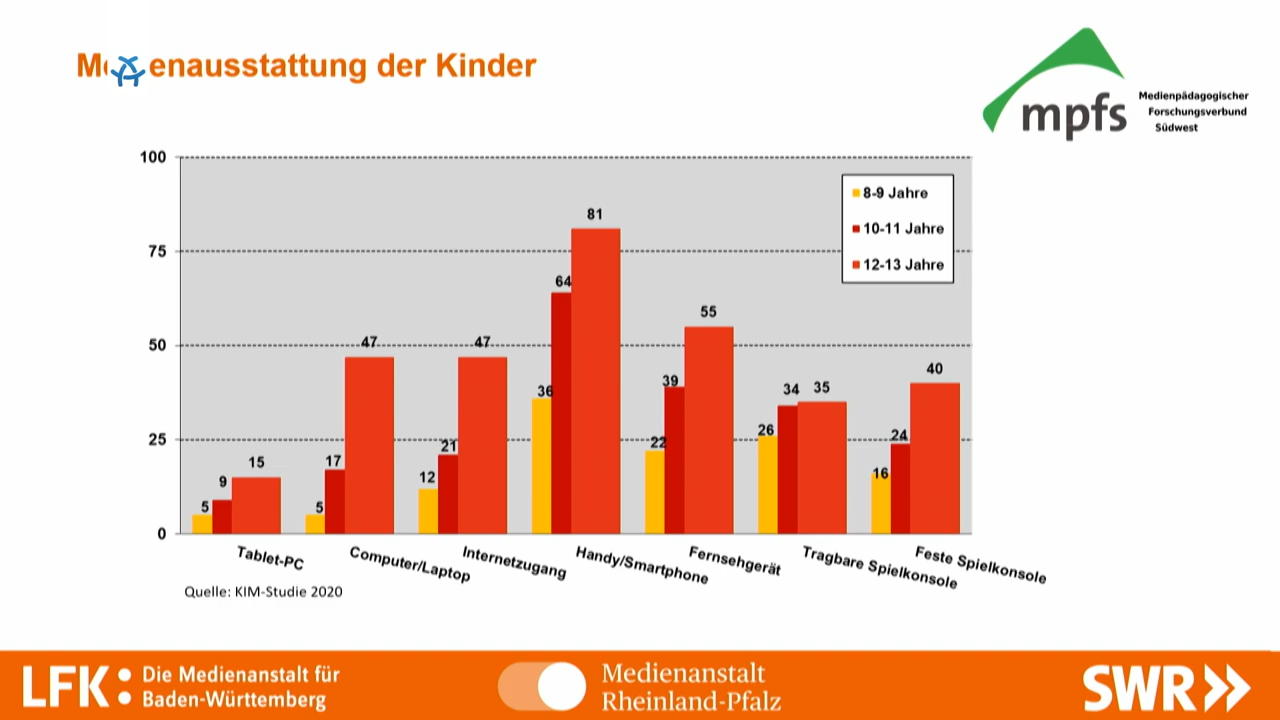 M enausstattung der Kinder
mpfs
Medienpädagogischer
Forschungsverbund
Südwest
100
75
50
25
0
8-9 Jahre
10-11 Jahre
12-13 Jahre
5 9 15
5 17 47
12 21 47
36 64 81
22 39 55
26 34 35
16 24 40
Tablet-PC
Computer/Laptop
Internetzugang
Handy/Smartphone
Fernsehgerät
Tragbare Spielkonsole
Feste Spielkonsole
Quelle: KIM-Studie 2020
LFK: Die Medienanstalt für
Baden-Württemberg
Medienanstalt
Rheinland-Pfalz
SWR